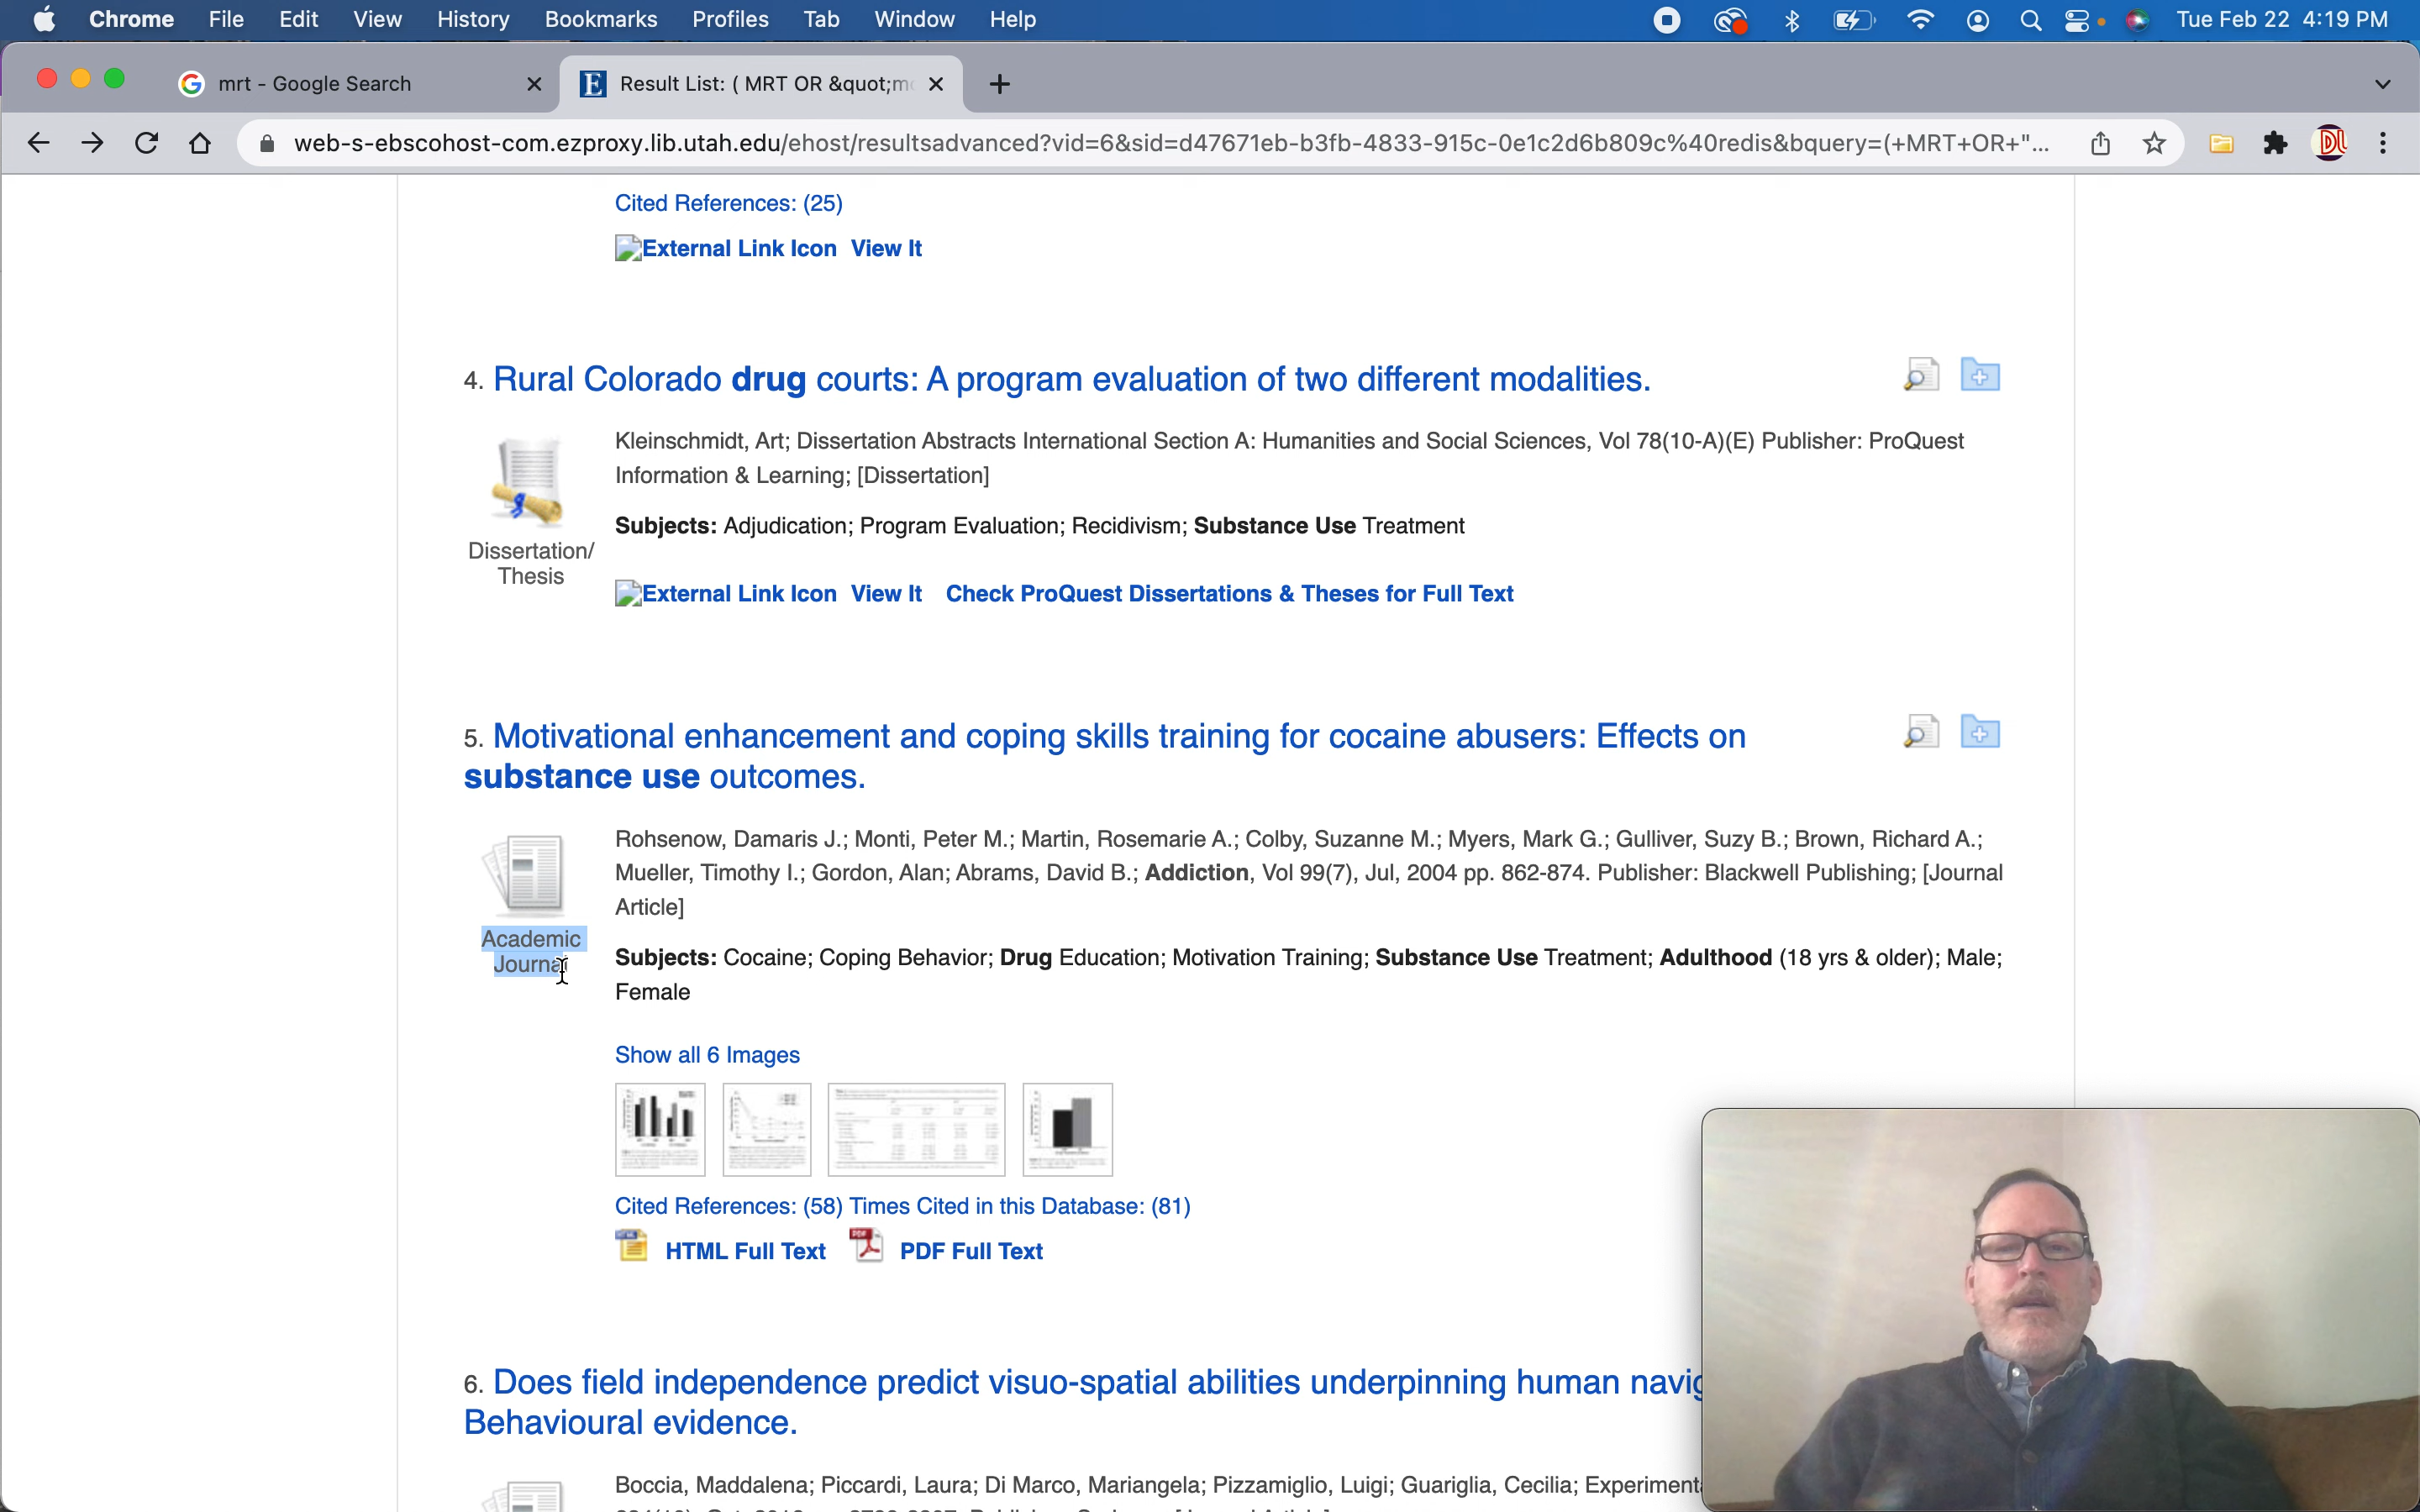 Chrome File Edit View History Bookmarks Profiles Tab Window Help Tue Feb 22 4:19 PM
mrt - Google Search Result List: ( MRT OR &quot;m
web-s-ebscohost-com.ezproxy.lib.utah.edu/ehost/resultsadvanced?vid=6&sid=d47671eb-b3fb-4833-915c-0e1c2d6b809c%40redis&bquery=(+MRT+OR+"...
Cited References: (25)
External Link Icon View It
4. Rural Colorado drug courts: A program evaluation of two different modalities.
Kleinschmidt, Art; Dissertation Abstracts International Section A: Humanities and Social Sciences, Vol 78(10-A)(E) Publisher: ProQuest
Information & Learning; [Dissertation]
Subjects: Adjudication; Program Evaluation; Recidivism; Substance Use Treatment
Dissertation/
Thesis
External Link Icon View It Check ProQuest Dissertations & Theses for Full Text
5. Motivational enhancement and coping skills training for cocaine abusers: Effects on
substance use outcomes.
Rohsenow, Damaris J.; Monti, Peter M.; Martin, Rosemarie A.; Colby, Suzanne M.; Myers, Mark G.; Gulliver, Suzy B.; Brown, Richard A.;
Mueller, Timothy I.; Gordon, Alan; Abrams, David B.; Addiction, Vol 99(7), Jul, 2004 pp. 862-874. Publisher: Blackwell Publishing; [Journal
Article]
Academic
Journal
Subjects: Cocaine; Coping Behavior; Drug Education; Motivation Training; Substance Use Treatment; Adulthood (18 yrs & older); Male;
Female
Show all 6 Images
Cited References: (58) Times Cited in this Database: (81)
HTML Full Text PDF Full Text
6. Does field independence predict visuo-spatial abilities underpinning human navig
Behavioural evidence.
Boccia, Maddalena; Piccardi, Laura; Di Marco, Mariangela; Pizzamiglio, Luigi; Guariglia, Cecilia; Experiment